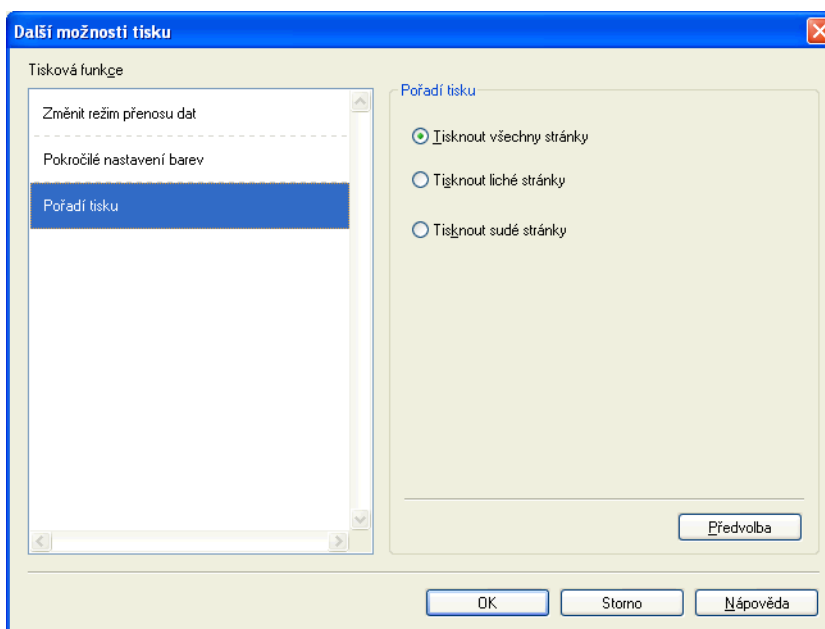 Další možnosti tisku
Tisková funkce
Změnit režim přenosu dat
Pokročilé nastavení barev
Pořadí tisku
Pořadí tisku
Tisknout všechny stránky
Tisknout liché stránky
Tisknout sudé stránky
Předvolba
OK Storno Nápověda